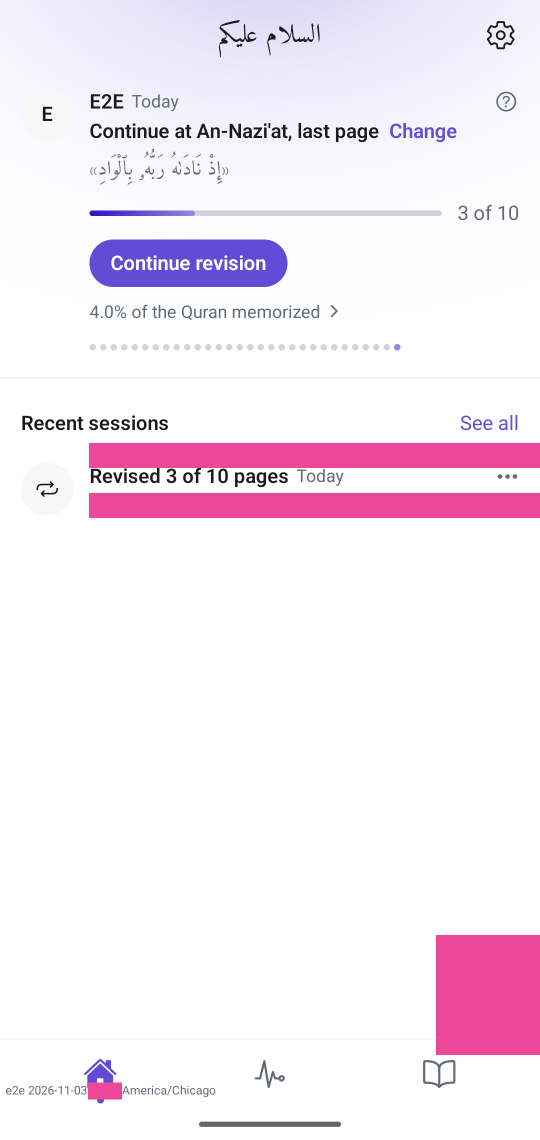 السلام عليكم
E
E2E Today
Continue at An-Nazi'at, last page Change
«إِذْ نَادَىٰهُ رَبُّهُۥ بِٱلْوَادِ»
3 of 10
Continue revision
4.0% of the Quran memorized
Recent sessions See all
Revised 3 of 10 pages Today
e2e 2026-11-03 America/Chicago